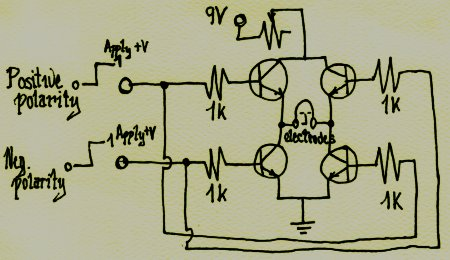 9V
Apply +V
Positive
polarity
1K
1K
electrodes
Apply+V
Neg.
polarity
1K
1K